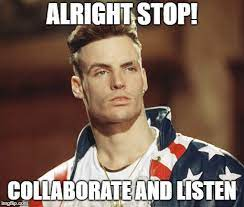 ALRIGHT STOP!
COLLABORATE AND LISTEN
imgflip.com